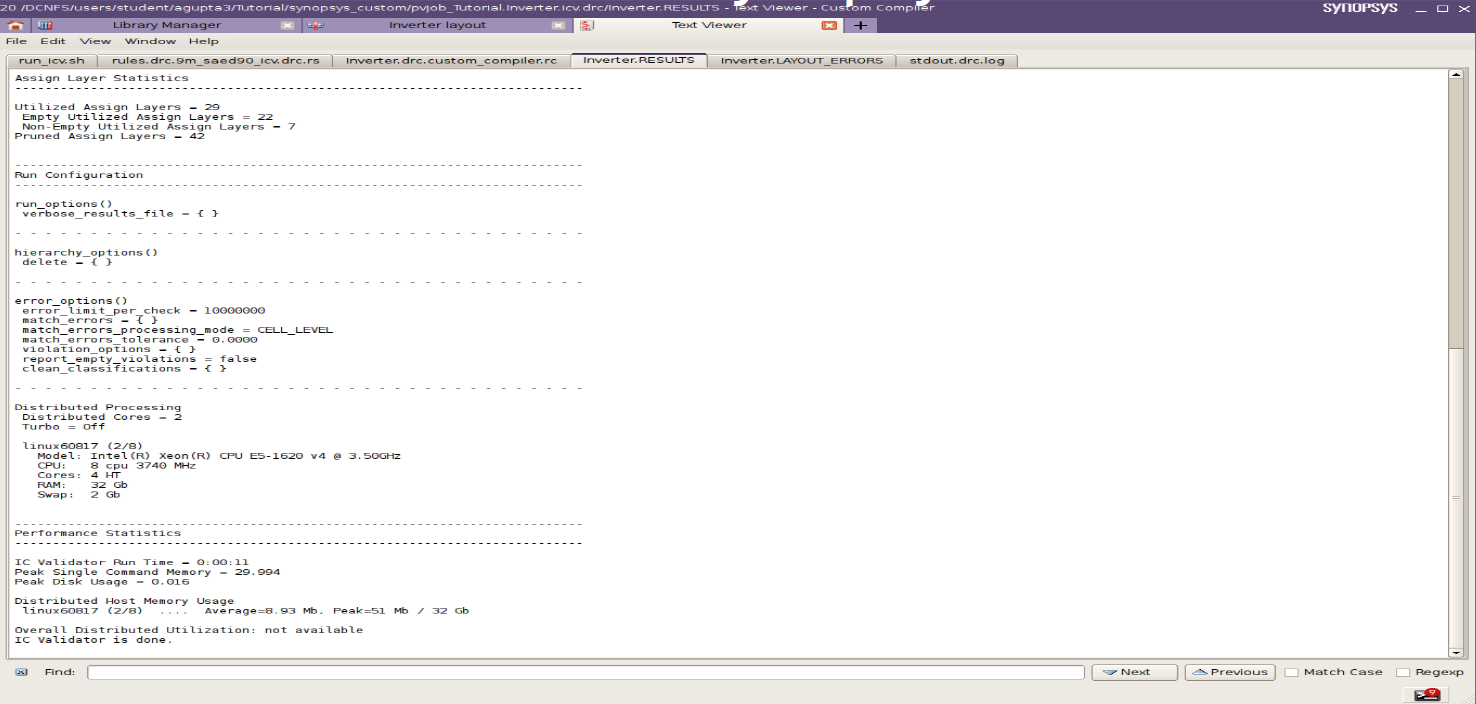 20 /DCNFS/users/student/agupta3/Tutorial/synopsys_custom/pvjob_Tutorial.Inverter.icv.drc/Inverter.RESULTS - Text Viewer - Custom Compiler
SYNOPSYS
Library Manager
Inverter layout
Text Viewer
File Edit View Window Help
run_icv.sh
rules.drc.9m_saed90_icv.drc.rs
Inverter.drc.custom_compiler.rc
Inverter.RESULTS
Inverter.LAYOUT_ERRORS
stdout.drc.log
Assign Layer Statistics
---------------------------------------------------------------------------
Utilized Assign Layers = 29
Empty Utilized Assign Layers = 22
Non-Empty Utilized Assign Layers = 7
Pruned Assign Layers = 42
---------------------------------------------------------------------------
Run Configuration
---------------------------------------------------------------------------
run_options()
verbose_results_file = { }
- - - - - - - - - - - - - - - - - - - - - - - - - - - - - - - - - - - - - -
hierarchy_options()
delete = { }
- - - - - - - - - - - - - - - - - - - - - - - - - - - - - - - - - - - - - -
error_options()
error_limit_per_check = 10000000
match_errors = { }
match_errors_processing_mode = CELL_LEVEL
match_errors_tolerance = 0.0000
violation_options = { }
report_empty_violations = false
clean_classifications = { }
- - - - - - - - - - - - - - - - - - - - - - - - - - - - - - - - - - - - - -
Distributed Processing
Distributed Cores = 2
Turbo = Off
linux60817 (2/8)
Model: Intel(R) Xeon(R) CPU E5-1620 v4 @ 3.50GHz
CPU: 8 cpu 3740 MHz
Cores: 4 HT
RAM: 32 Gb
Swap: 2 Gb
---------------------------------------------------------------------------
Performance Statistics
---------------------------------------------------------------------------
IC Validator Run Time = 0:00:11
Peak Single Command Memory = 29.994
Peak Disk Usage = 0.016
Distributed Host Memory Usage
linux60817 (2/8) .... Average=8.93 Mb, Peak=51 Mb / 32 Gb
Overall Distributed Utilization: not available
IC Validator is done.
Find:
Next
Previous
Match Case
Regexp
9